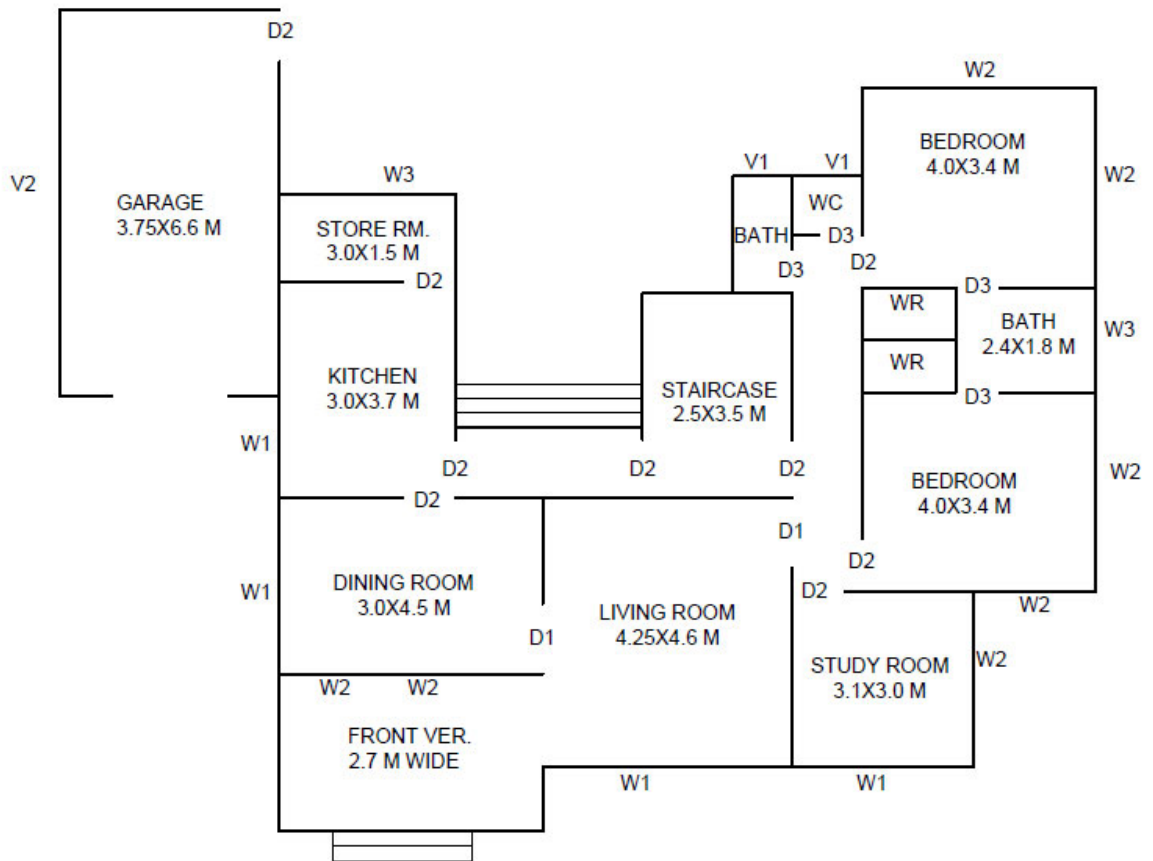 D2
W2
BEDROOM
4.0X3.4 M
W2
V2
GARAGE
3.75X6.6 M
W3
V1
V1
STORE RM.
3.0X1.5 M
WC
BATH
D3
D3
D2
D2
D3
WR
BATH
2.4X1.8 M
W3
WR
KITCHEN
3.0X3.7 M
STAIRCASE
2.5X3.5 M
D3
W1
D2
D2
D2
BEDROOM
4.0X3.4 M
W2
D2
D1
D2
W1
DINING ROOM
3.0X4.5 M
D2
W2
LIVING ROOM
4.25X4.6 M
D1
STUDY ROOM
3.1X3.0 M
W2
W2
W2
FRONT VER.
2.7 M WIDE
W1
W1